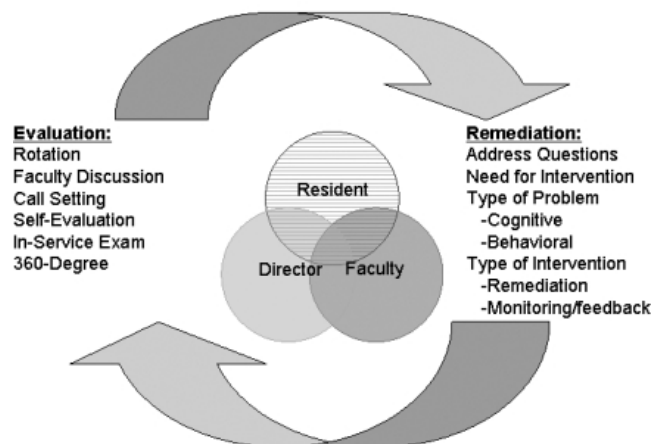 Evaluation:
Rotation
Faculty Discussion
Call Setting
Self-Evaluation
In-Service Exam
360-Degree
Resident
Director
Faculty
Remediation:
Address Questions
Need for Intervention
Type of Problem
-Cognitive
-Behavioral
Type of Intervention
-Remediation
-Monitoring/feedback